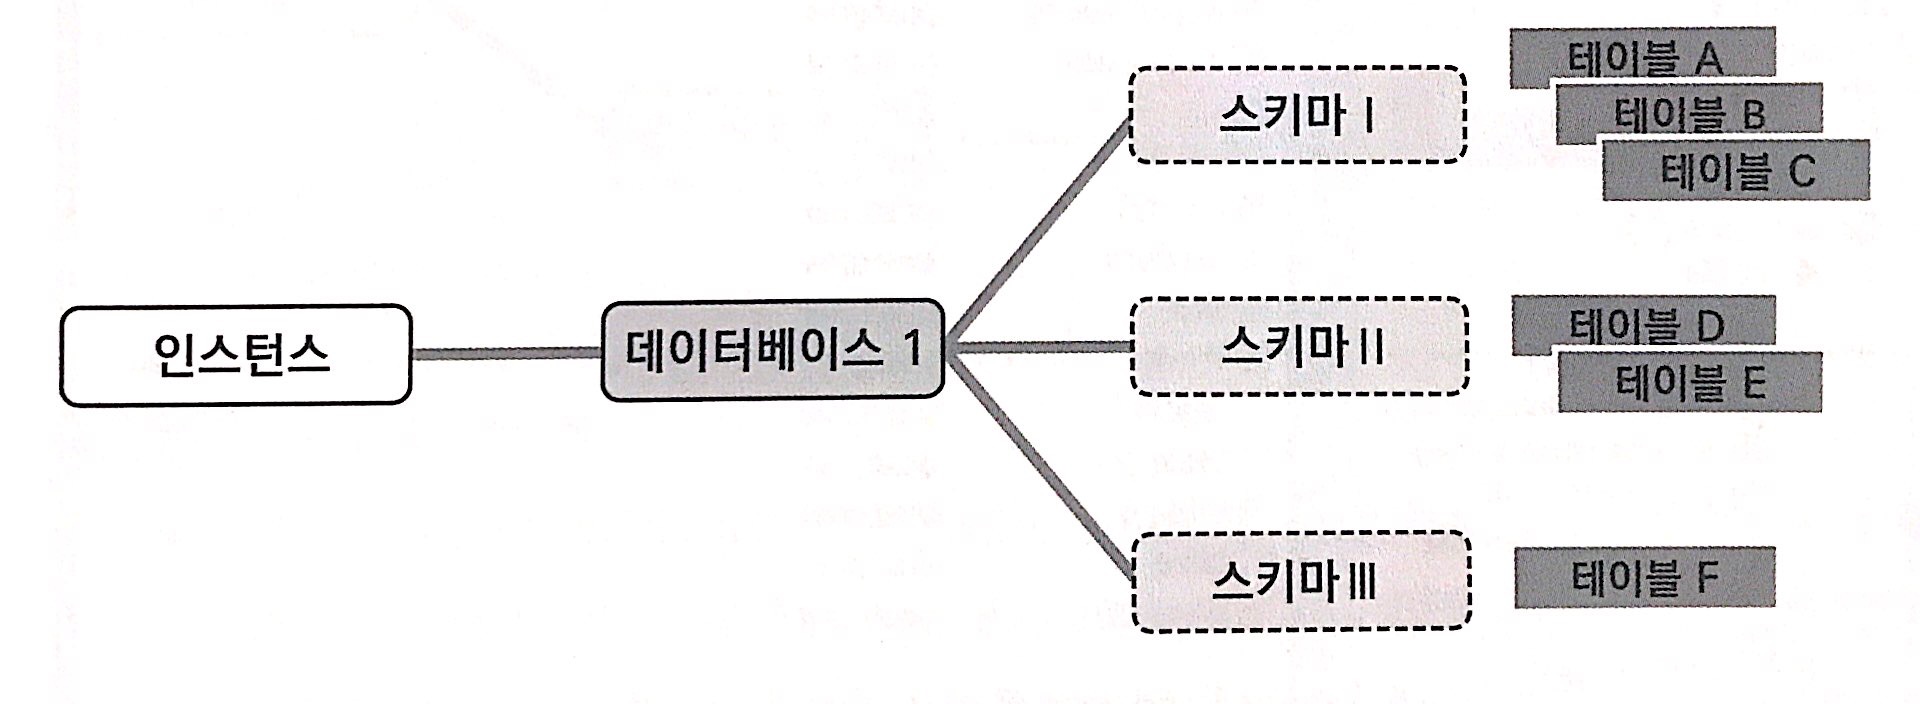 스키마 Ⅰ
테이블 A
테이블 B
테이블 C
인스턴스
데이터베이스 1
스키마 Ⅱ
테이블 D
테이블 E
스키마 Ⅲ
테이블 F